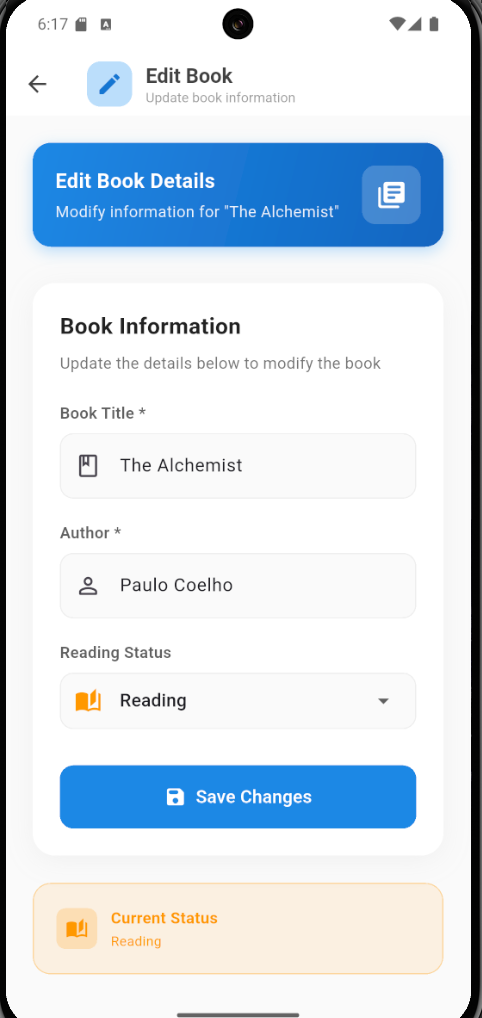 6:17
A
Edit Book
Update book information
Edit Book Details
Modify information for "The Alchemist"
Book Information
Update the details below to modify the book
Book Title *
The Alchemist
Author *
Paulo Coelho
Reading Status
Reading
Save Changes
Current Status
Reading